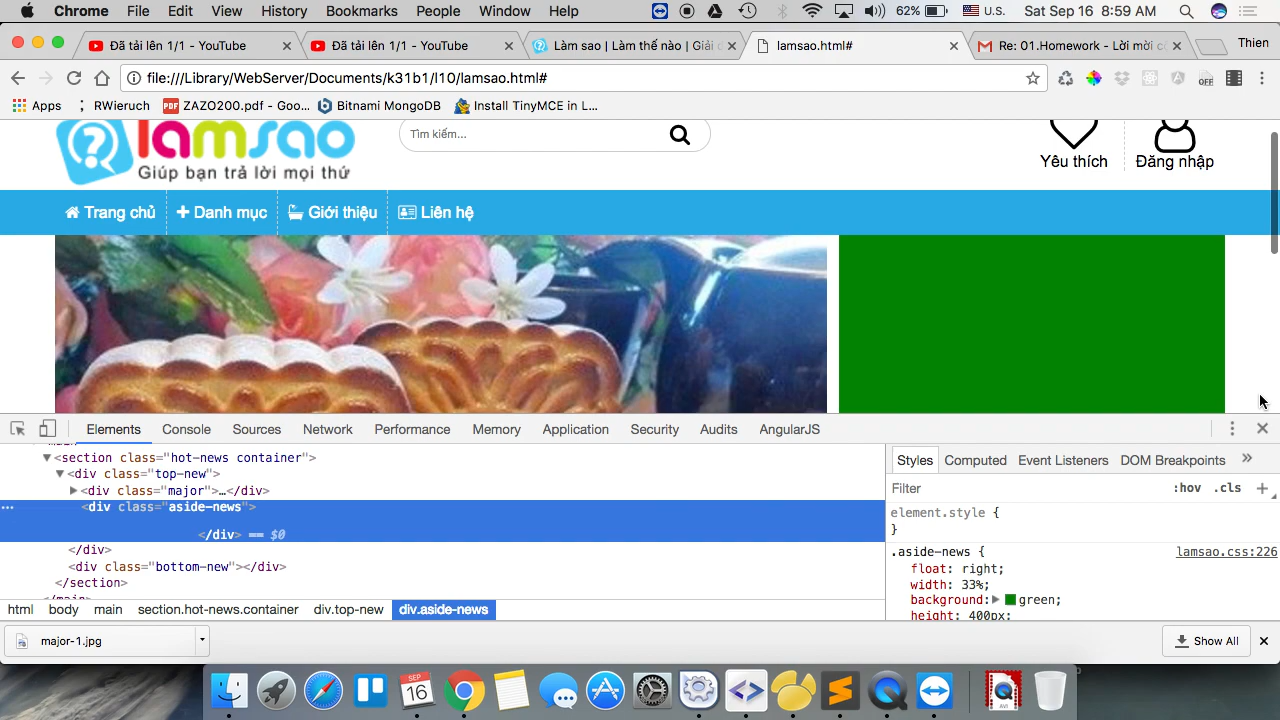 Chrome File Edit View History Bookmarks People Window Help 62% U.S. Sat Sep 16 8:59 AM
Đã tải lên 1/1 - YouTube Đã tải lên 1/1 - YouTube Làm sao | Làm thế nào | Giải đ lamsao.html# Re: 01.Homework - Lời mời cộ Thien
file:///Library/WebServer/Documents/k31b1/l10/lamsao.html# OFF
Apps RWieruch PDF ZAZO200.pdf - Goo... Bitnami MongoDB Install TinyMCE in L...
lamsao Tìm kiếm...
Giúp bạn trả lời mọi thứ Yêu thích Đăng nhập
Trang chủ Danh mục Giới thiệu Liên hệ
Elements Console Sources Network Performance Memory Application Security Audits AngularJS
<section class="hot-news container">
<div class="top-new">
<div class="major">…</div>
<div class="aside-news">
</div> == $0
</div>
<div class="bottom-new"></div>
</section>
html body main section.hot-news.container div.top-new div.aside-news
Styles Computed Event Listeners DOM Breakpoints »
Filter :hov .cls +
element.style {
}
.aside-news { lamsao.css:226
float: right;
width: 33%;
background: green;
height: 400px;
major-1.jpg Show All
SEP
16
AVI